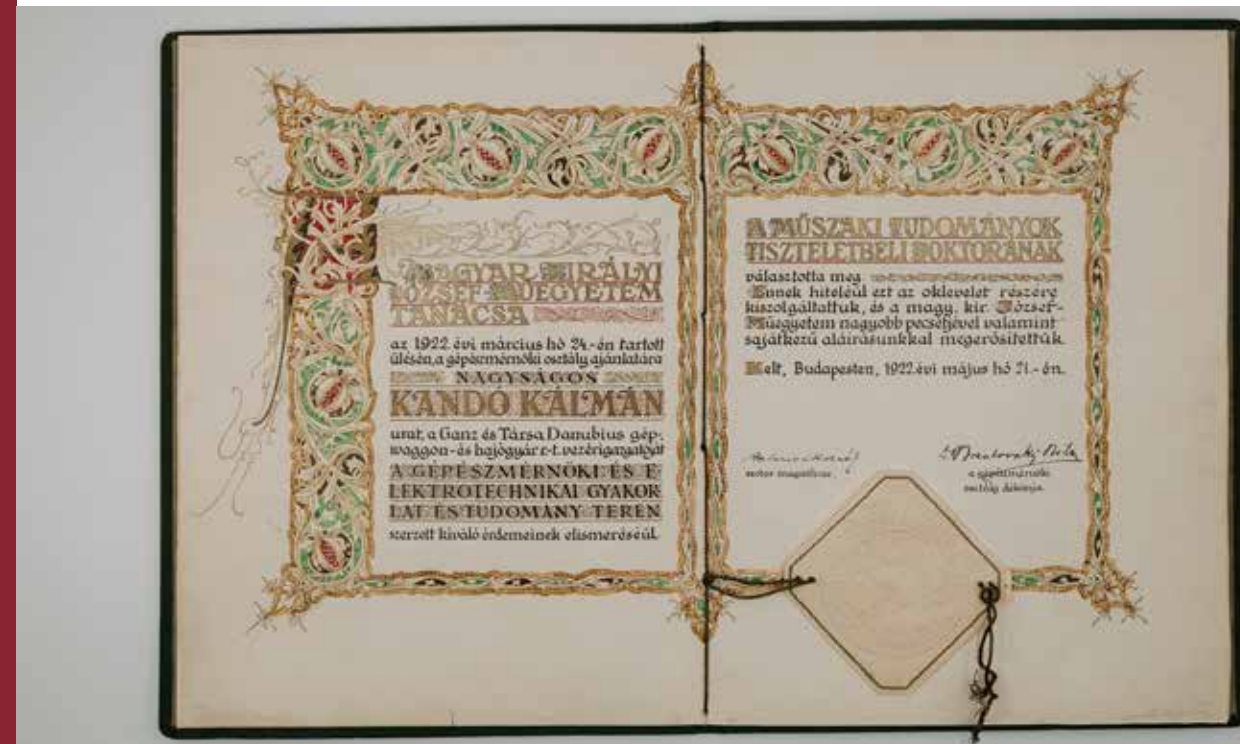 A MAGYAR KIRÁLYI
JÓZSEF MŰEGYETEM
TANÁCSA
az 1922. évi március hó 24.-én tartott
ülésén, a gépészmérnöki osztály ajánlatára
NAGYSÁGOS
KANDÓ KÁLMÁN
urat, a Ganz és Társa Danubius gép-,
waggon- és hajógyár r-t. vezérigazgatóját
A GÉPÉSZMÉRNÖKI ÉS E
LEKTROTECHNIKAI GYAKOR
LAT ÉS TUDOMÁNY TERÉN
szerzett kiváló érdemeinek elismeréséül
A MŰSZAKI TUDOMÁNYOK
TISZTELETBELI DOKTORÁNAK
választotta meg
Ennek hiteléül ezt az oklevelet részére
kiszolgáltattuk, és a magy. kir. József-
Műegyetem nagyobb pecsétjével valamint
sajátkezű aláírásunkkal megerősítettük.
Kelt, Budapesten, 1922. évi május hó 21.-én.
rector magnificus.
a gépészmérnöki
osztály dékánja.